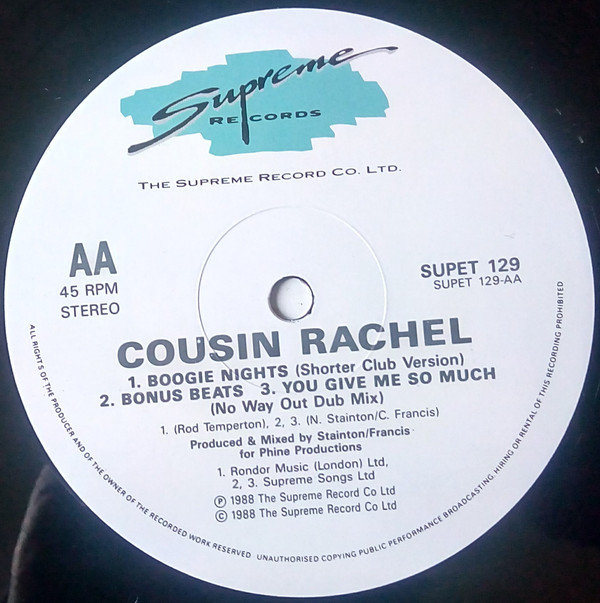 Supreme
RECORDS
THE SUPREME RECORD CO. LTD.
AA
45 RPM
STEREO
SUPET 129
SUPET 129-AA
COUSIN RACHEL
1. BOOGIE NIGHTS (Shorter Club Version)
2. BONUS BEATS 3. YOU GIVE ME SO MUCH
(No Way Out Dub Mix)
1. (Rod Temperton), 2, 3. (N. Stainton/C. Francis)
Produced & Mixed by Stainton/Francis
for Phine Productions
1. Rondor Music (London) Ltd,
2, 3. Supreme Songs Ltd
℗ 1988 The Supreme Record Co Ltd
© 1988 The Supreme Record Co Ltd
ALL RIGHTS OF THE PRODUCER AND OF THE OWNER OF THE RECORDED WORK RESERVED UNAUTHORISED COPYING PUBLIC PERFORMANCE BROADCASTING. HIRING OR RENTAL OF THIS RECORDING PROHIBITED